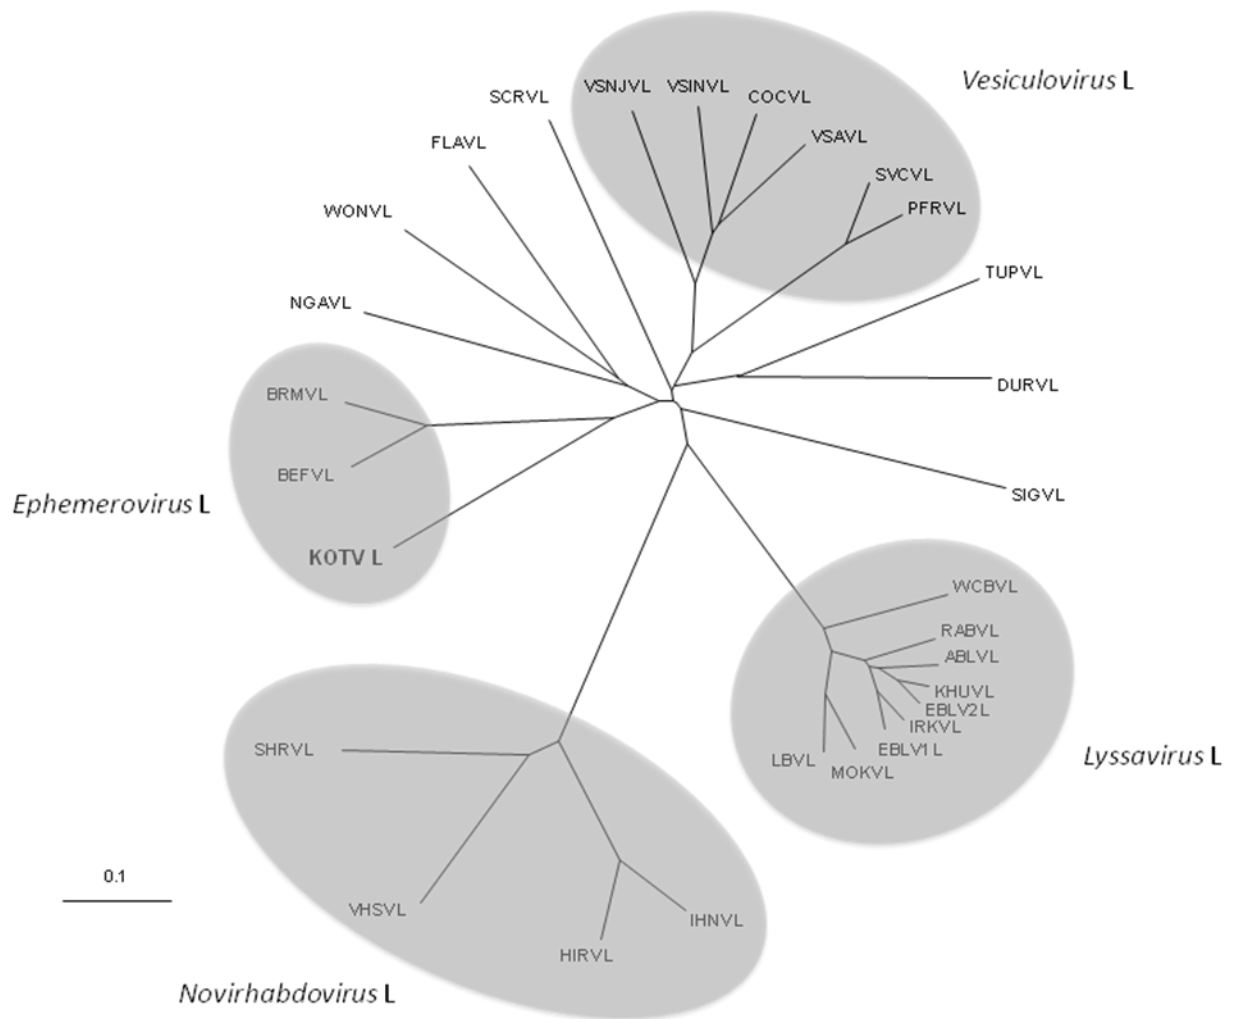 VSNJVL VSINVL COCVL
Vesiculovirus L
SCRVL
VSAVL
FLAVL
SVCVL
PFRVL
WONVL
TUPVL
NGAVL
DURVL
BRMVL
BEFVL
SIGVL
Ephemerovirus L
KOTV L
WCBVL
RABVL
ABLVL
KHUVL
EBLV2L
IRKVL
EBLV1L
LBVL
MOKVL
Lyssavirus L
SHRVL
0.1
VHSVL
IHNVL
HIRVL
Novirhabdovirus L